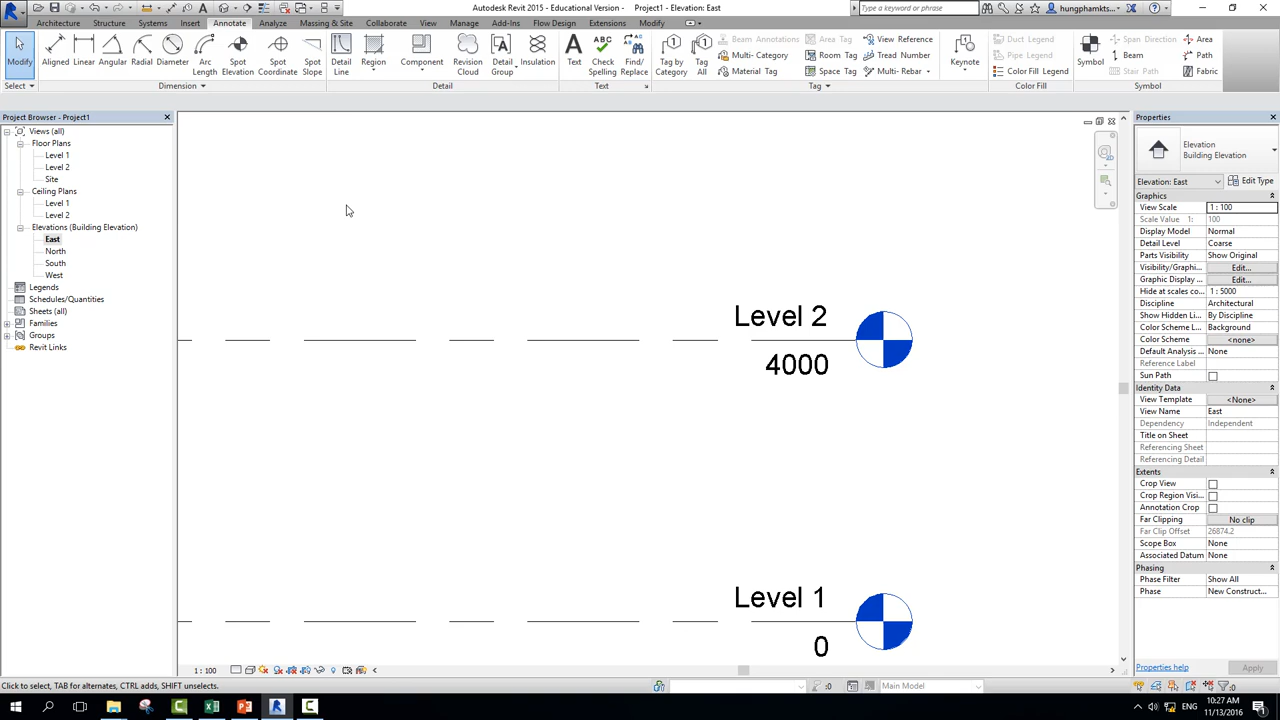 Autodesk Revit 2015 - Educational Version - Project1 - Elevation: East
Type a keyword or phrase
hungphamkts...
Architecture Structure Systems Insert Annotate Analyze Massing & Site Collaborate View Manage Add-Ins Flow Design Extensions Modify
Modify
Select
Aligned Linear Angular Radial Diameter Arc Length Spot Elevation Spot Coordinate Spot Slope
Dimension
Detail Line Region Component Revision Cloud Detail Group Insulation
Detail
Text Check Spelling Find/ Replace
Text
Tag by Category Tag All
Beam Annotations
Multi-Category
Material Tag
Area Tag
Room Tag
Space Tag
View Reference
Tread Number
Multi- Rebar
Tag
Keynote
Duct Legend
Pipe Legend
Color Fill Legend
Color Fill
Symbol
Span Direction
Beam
Stair Path
Area
Path
Fabric
Symbol
Project Browser - Project1
Views (all)
Floor Plans
Level 1
Level 2
Site
Ceiling Plans
Level 1
Level 2
Elevations (Building Elevation)
East
North
South
West
Legends
Schedules/Quantities
Sheets (all)
Families
Groups
Revit Links
Level 2
4000
Level 1
0
2D
Properties
Elevation
Building Elevation
Elevation: East
Edit Type
Graphics
View Scale 1 : 100
Scale Value 1: 100
Display Model Normal
Detail Level Coarse
Parts Visibility Show Original
Visibility/Graphi... Edit...
Graphic Display ... Edit...
Hide at scales co... 1 : 5000
Discipline Architectural
Show Hidden Li... By Discipline
Color Scheme L... Background
Color Scheme <none>
Default Analysis ... None
Reference Label
Sun Path
Identity Data
View Template <None>
View Name East
Dependency Independent
Title on Sheet
Referencing Sheet
Referencing Detail
Extents
Crop View
Crop Region Visi...
Annotation Crop
Far Clipping No clip
Far Clip Offset 26874.2
Scope Box None
Associated Datum None
Phasing
Phase Filter Show All
Phase New Construct...
Properties help
Apply
1 : 100
Click to select, TAB for alternates, CTRL adds, SHIFT unselects.
:0
Main Model
:0
10:27 AM
11/13/2016